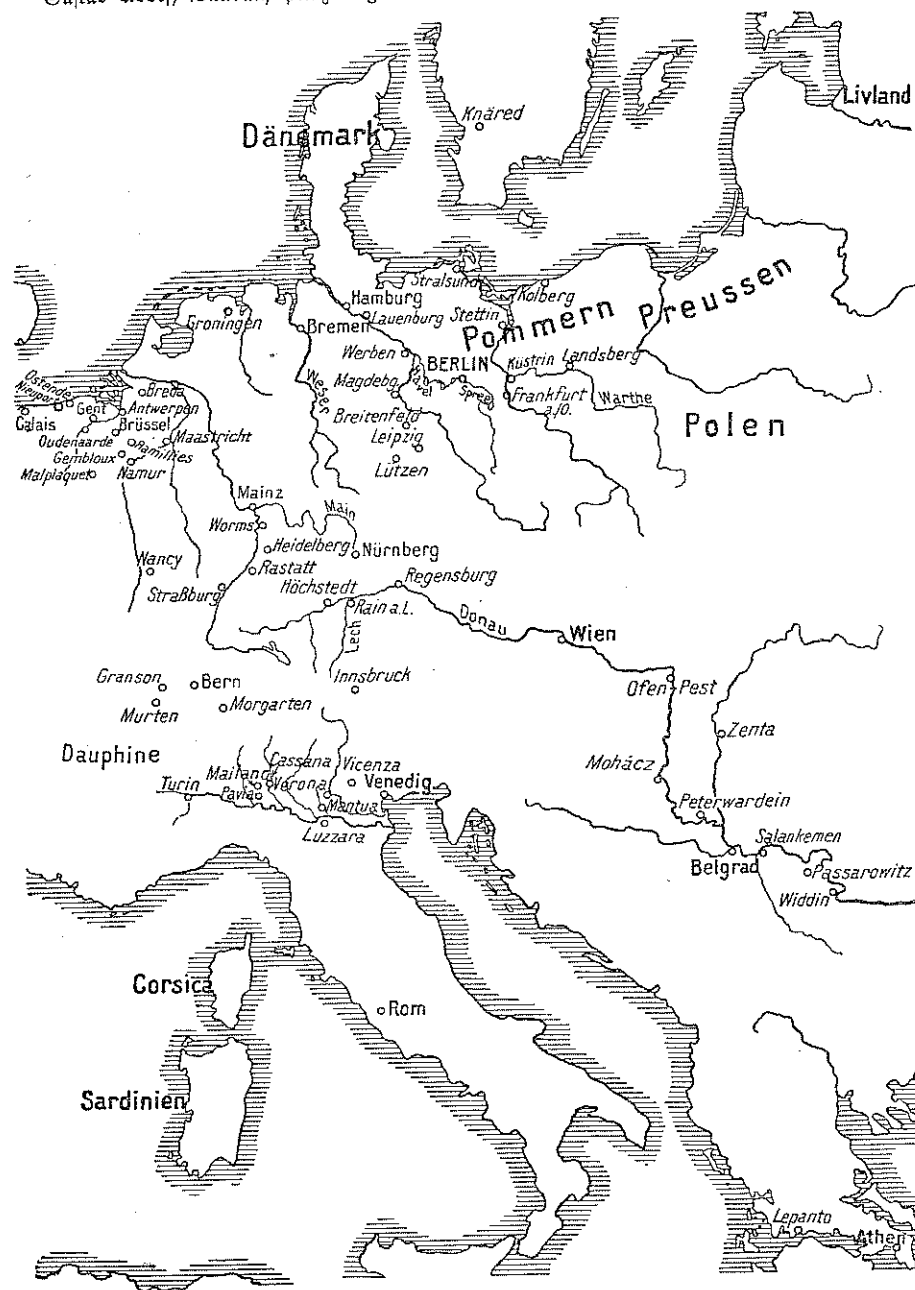 Livland
Knäred
Dänemark
Stralsund
Kolberg
Preussen
Hamburg
Lauenburg
Stettin
Pommern
Groningen
Bremen
Werben
BERLIN
Küstrin
Landsberg
Weser
Magdebg
Havel
Spree
Frankfurt
a./O.
Warthe
Polen
Ostende
Nieuport
Breda
Gent
Antwerpen
Calais
Brüssel
Oudenaarde
Ramillies
Maastricht
Gembloux
Malplaquet
Namur
Breitenfeld
Leipzig
Lützen
Mainz
Main
Worms
Heidelberg
Nürnberg
Nancy
Rastatt
Straßburg
Höchstedt
Regensburg
Rain a.L.
Lech
Donau
Wien
Granson
Bern
Innsbruck
Ofen
Pest
Murten
Morgarten
Zenta
Dauphine
Cassana
Vicenza
Mailand
Verona
Venedig
Mohácz
Turin
Pavia
Mantua
Luzzara
Peterwardein
Salankemen
Belgrad
Passarowitz
Widdin
Corsica
Rom
Sardinien
Lepanto
Athen